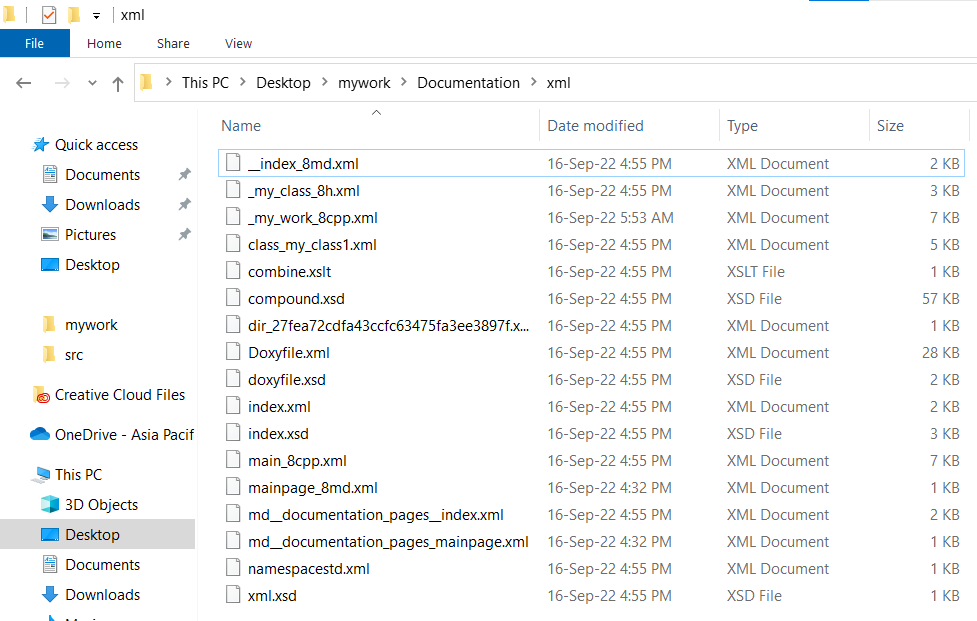 xml
File Home Share View
This PC Desktop mywork Documentation xml
Name Date modified Type Size
Quick access
Documents
Downloads
Pictures
Desktop
mywork
src
Creative Cloud Files
OneDrive - Asia Pacif
This PC
3D Objects
Desktop
Documents
Downloads
__index_8md.xml 16-Sep-22 4:55 PM XML Document 2 KB
_my_class_8h.xml 16-Sep-22 4:55 PM XML Document 3 KB
_my_work_8cpp.xml 16-Sep-22 5:53 AM XML Document 7 KB
class_my_class1.xml 16-Sep-22 4:55 PM XML Document 5 KB
combine.xslt 16-Sep-22 4:55 PM XSLT File 1 KB
compound.xsd 16-Sep-22 4:55 PM XSD File 57 KB
dir_27fea72cdfa43ccfc63475fa3ee3897f.x... 16-Sep-22 4:55 PM XML Document 1 KB
Doxyfile.xml 16-Sep-22 4:55 PM XML Document 28 KB
doxyfile.xsd 16-Sep-22 4:55 PM XSD File 2 KB
index.xml 16-Sep-22 4:55 PM XML Document 2 KB
index.xsd 16-Sep-22 4:55 PM XSD File 3 KB
main_8cpp.xml 16-Sep-22 4:55 PM XML Document 7 KB
mainpage_8md.xml 16-Sep-22 4:32 PM XML Document 1 KB
md__documentation_pages__index.xml 16-Sep-22 4:55 PM XML Document 2 KB
md__documentation_pages_mainpage.xml 16-Sep-22 4:32 PM XML Document 1 KB
namespacestd.xml 16-Sep-22 4:55 PM XML Document 1 KB
xml.xsd 16-Sep-22 4:55 PM XSD File 1 KB